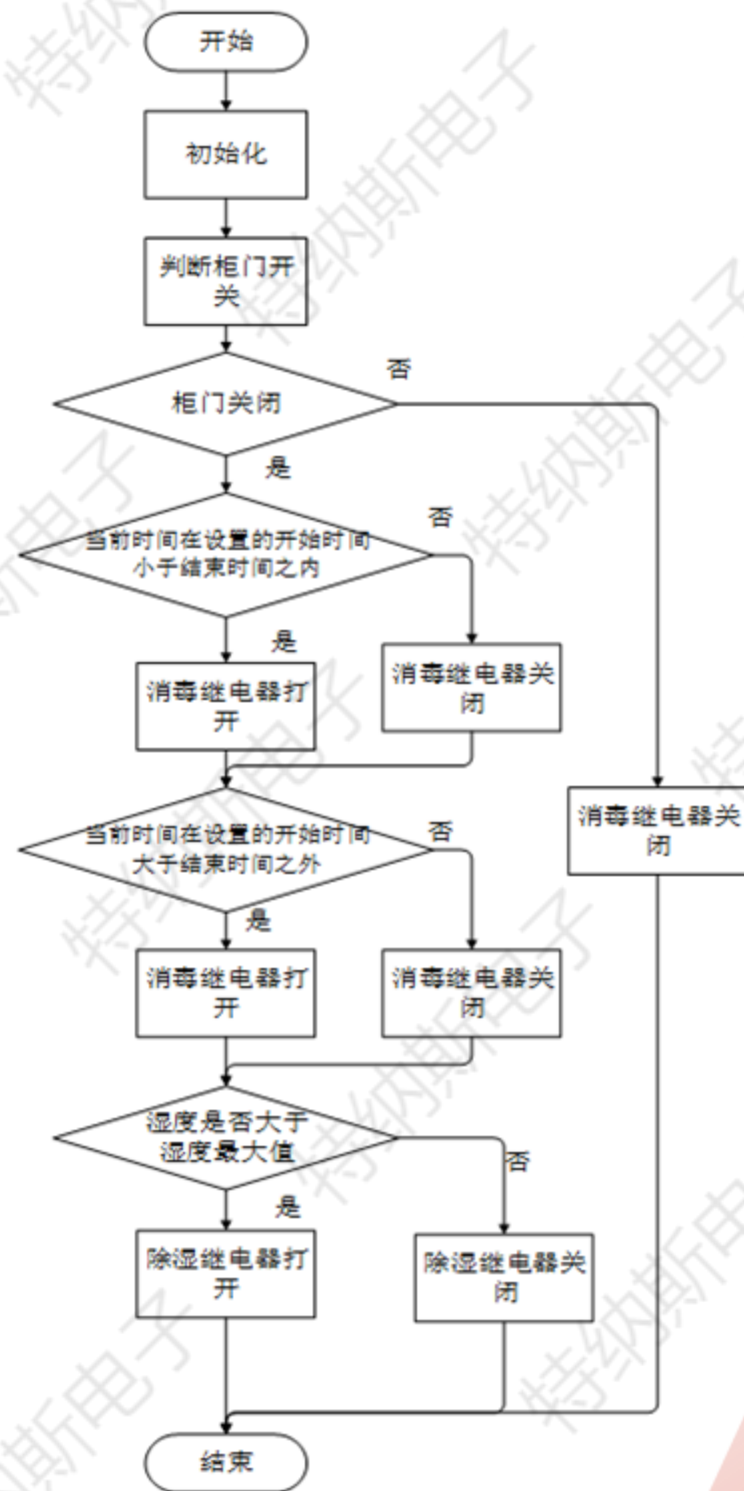 开始
初始化
判断柜门开
关
柜门关闭
否
是
当前时间在设置的开始时间
小于结束时间之内
否
是
消毒继电器打
开
消毒继电器关
闭
当前时间在设置的开始时间
大于结束时间之外
否
消毒继电器关
闭
是
消毒继电器打
开
消毒继电器关
闭
湿度是否大于
湿度最大值
否
是
除湿继电器打
开
除湿继电器关
闭
结束
特纳斯电子